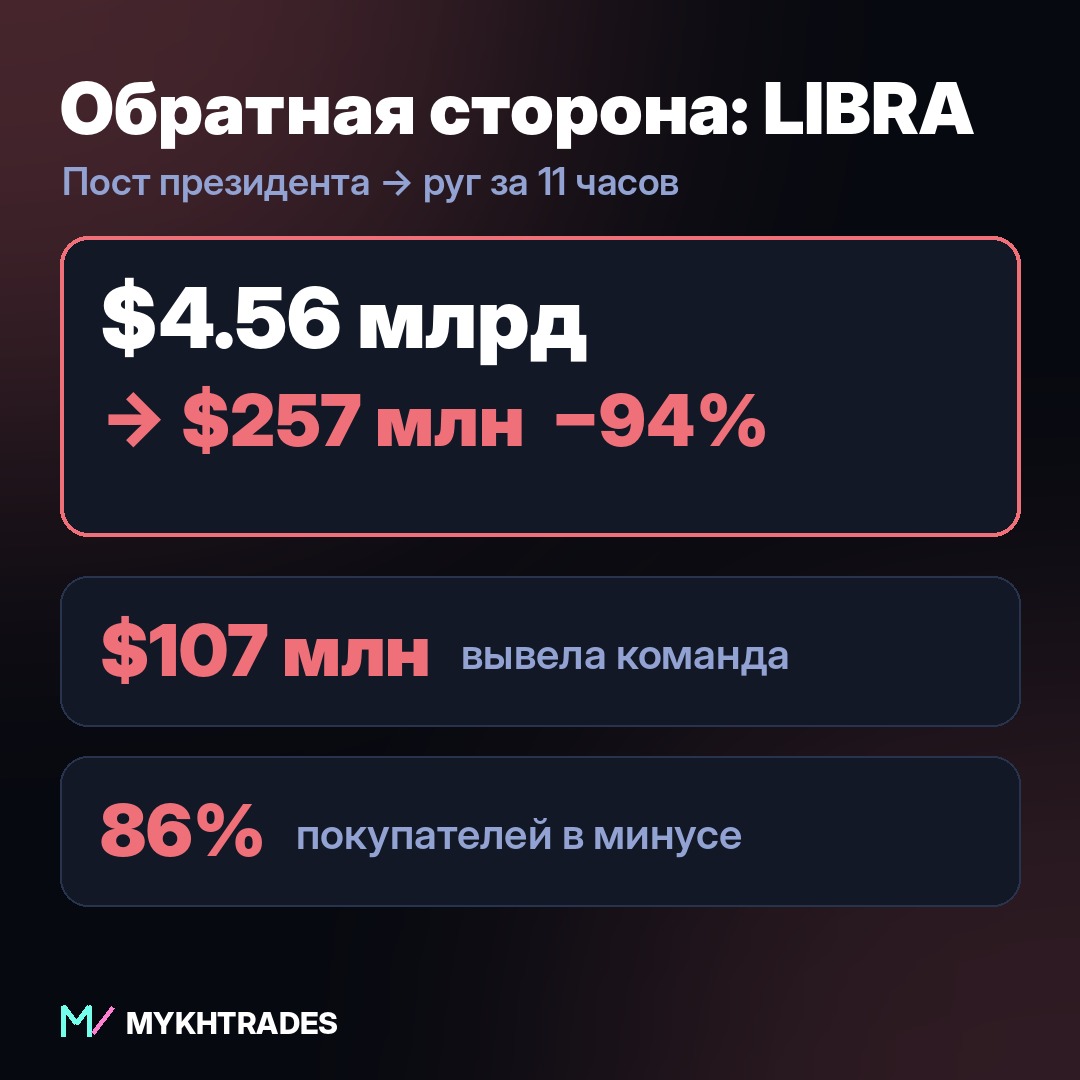 Обратная сторона: LIBRA
Пост президента → руг за 11 часов
$4.56 млрд
→ $257 млн −94%
$107 млн вывела команда
86% покупателей в минусе
MYKHTRADES